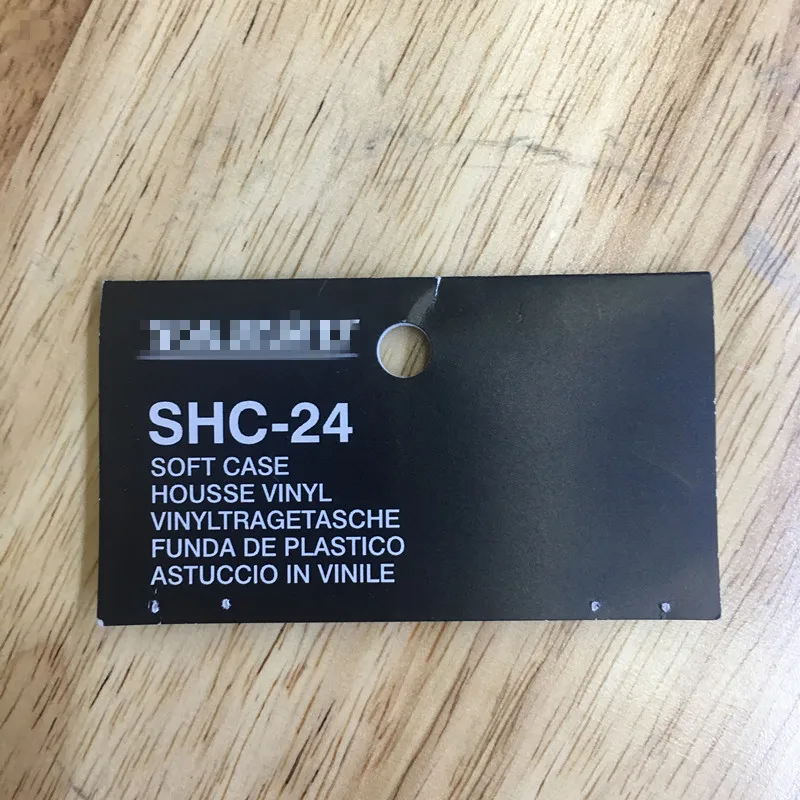 SHC-24
SOFT CASE
HOUSSE VINYL
VINYLTRAGETASCHE
FUNDA DE PLASTICO
ASTUCCIO IN VINILE